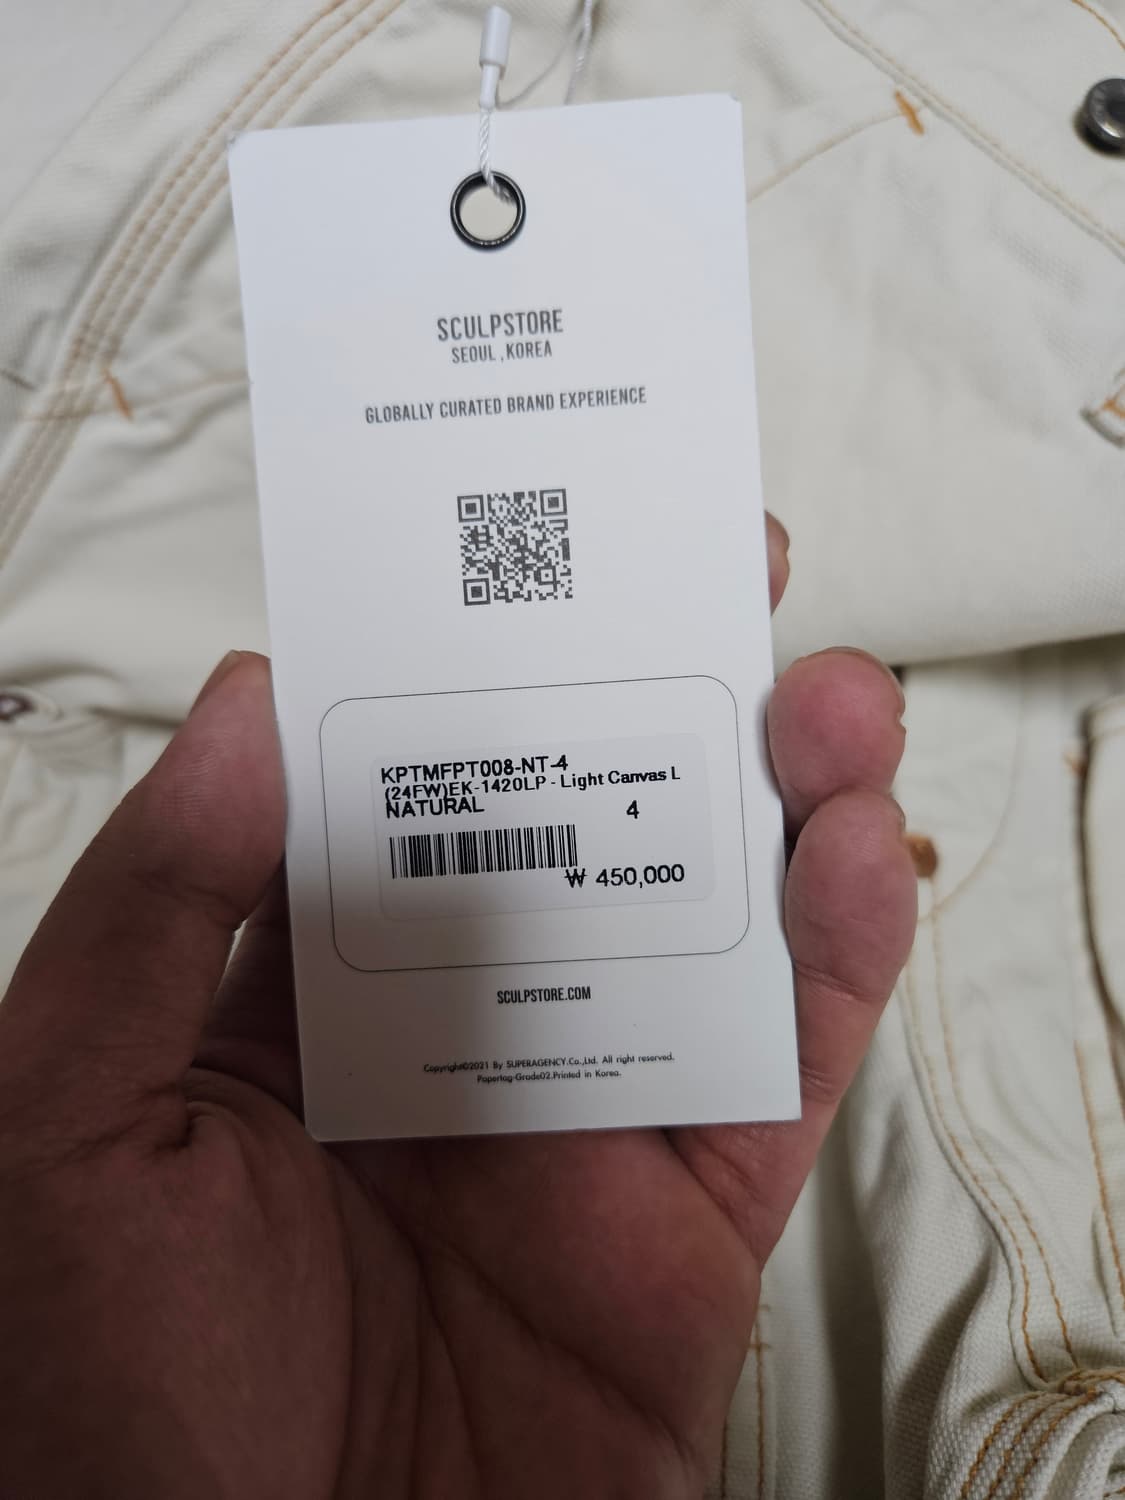 SCULPSTORE
SEOUL , KOREA
GLOBALLY CURATED BRAND EXPERIENCE
KPTMFPT008-NT-4
(24FW)EK-1420LP - Light Canvas L
NATURAL 4
₩ 450,000
SCULPSTORE.COM
Copyright©2021 By SUPERAGENCY.Co.,Ltd. All right reserved.
Papertag-Grade02.Printed in Korea.